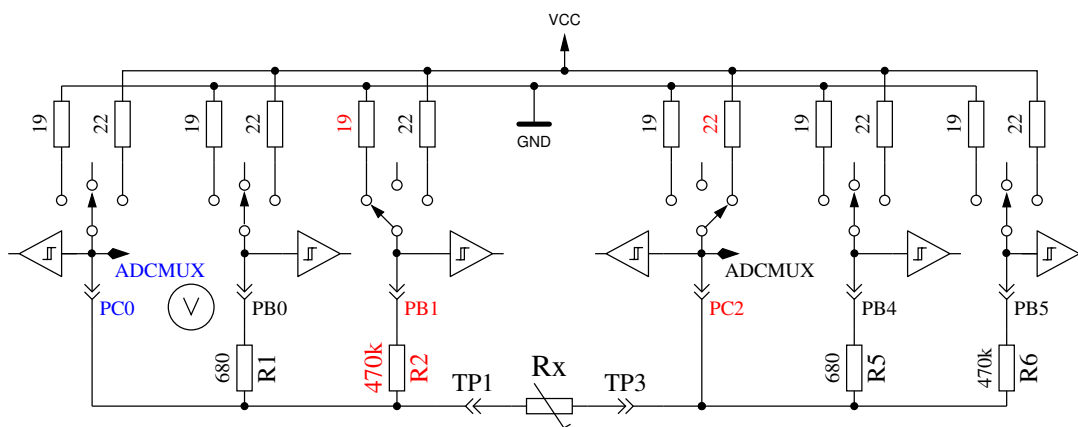 VCC
19
22
19
22
19
22
GND
19
22
19
22
19
22
ADCMUX
ADCMUX
PC0
V
PB0
PB1
PC2
PB4
PB5
680
R1
470k
R2
TP1
Rx
TP3
680
R5
470k
R6